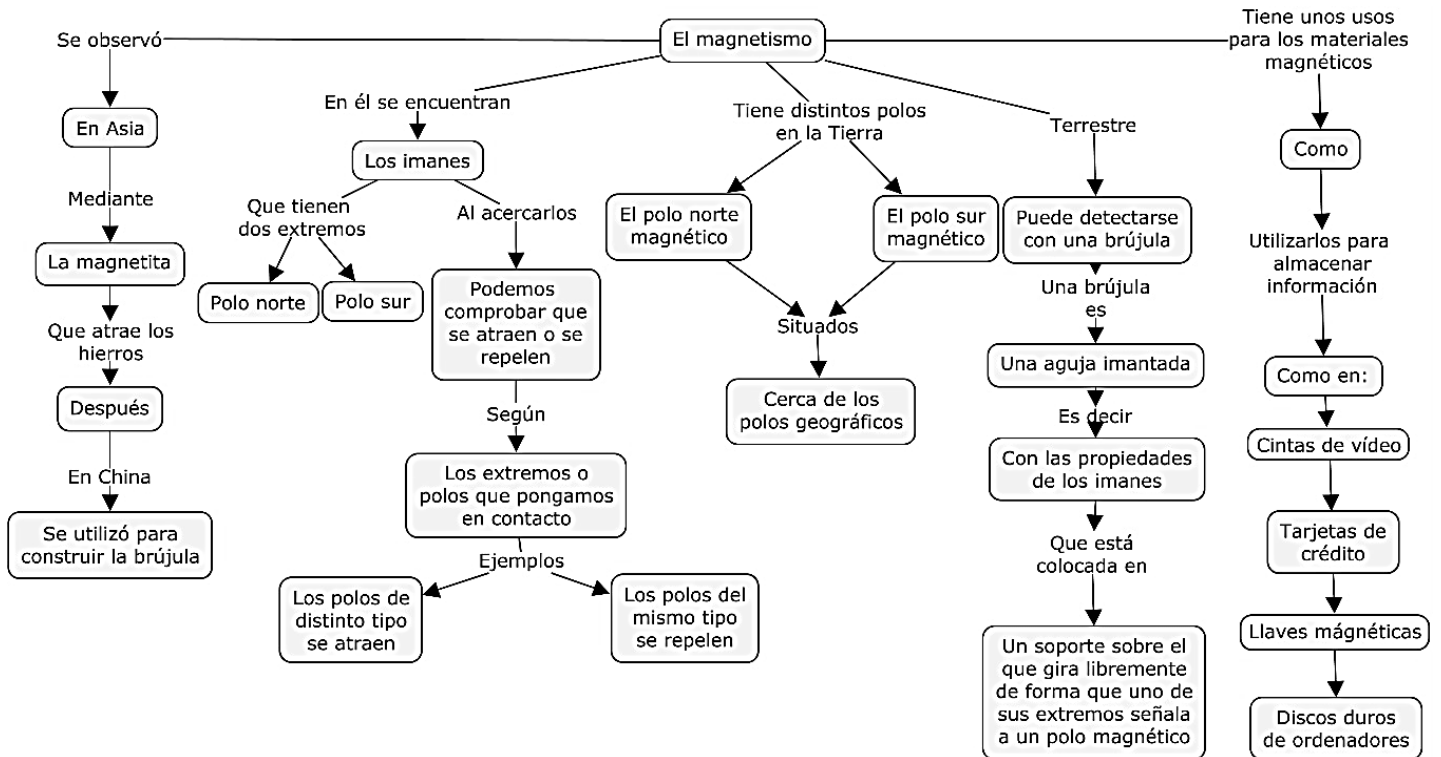 El magnetismo
Se observó
En Asia
Mediante
La magnetita
Que atrae los
hierros
Después
En China
Se utilizó para
construir la brújula
En él se encuentran
Los imanes
Que tienen
dos extremos
Polo norte
Polo sur
Al acercarlos
Podemos
comprobar que
se atraen o se
repelen
Según
Los extremos o
polos que pongamos
en contacto
Ejemplos
Los polos de
distinto tipo
se atraen
Los polos del
mismo tipo
se repelen
Tiene distintos polos
en la Tierra
El polo norte
magnético
El polo sur
magnético
Situados
Cerca de los
polos geográficos
Terrestre
Puede detectarse
con una brújula
Una brújula
es
Una aguja imantada
Es decir
Con las propiedades
de los imanes
Que está
colocada en
Un soporte sobre el
que gira libremente
de forma que uno de
sus extremos señala
a un polo magnético
Tiene unos usos
para los materiales
magnéticos
Como
Utilizarlos para
almacenar
información
Como en:
Cintas de vídeo
Tarjetas de
crédito
Llaves mágnéticas
Discos duros
de ordenadores